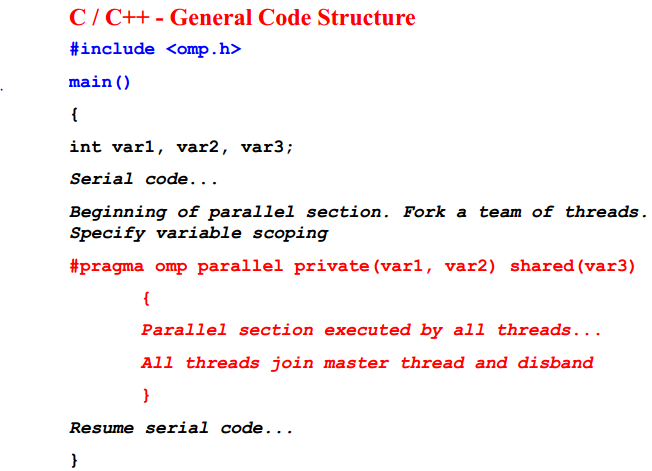 C / C++ - General Code Structure
#include <omp.h>
main()
{
int var1, var2, var3;
Serial code...
Beginning of parallel section. Fork a team of threads.
Specify variable scoping
#pragma omp parallel private(var1, var2) shared(var3)
{
Parallel section executed by all threads...
All threads join master thread and disband
}
Resume serial code...
}